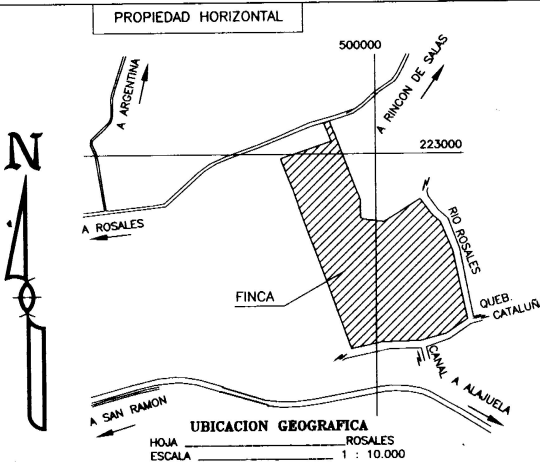 PROPIEDAD HORIZONTAL
500000
A ARGENTINA
A RINCON DE SALAS
N
223000
A ROSALES
RIO ROSALES
FINCA
QUEB.
CATALUÑ
CANAL A ALAJUELA
A SAN RAMON
UBICACION GEOGRAFICA
HOJA ROSALES
ESCALA 1 : 10.000